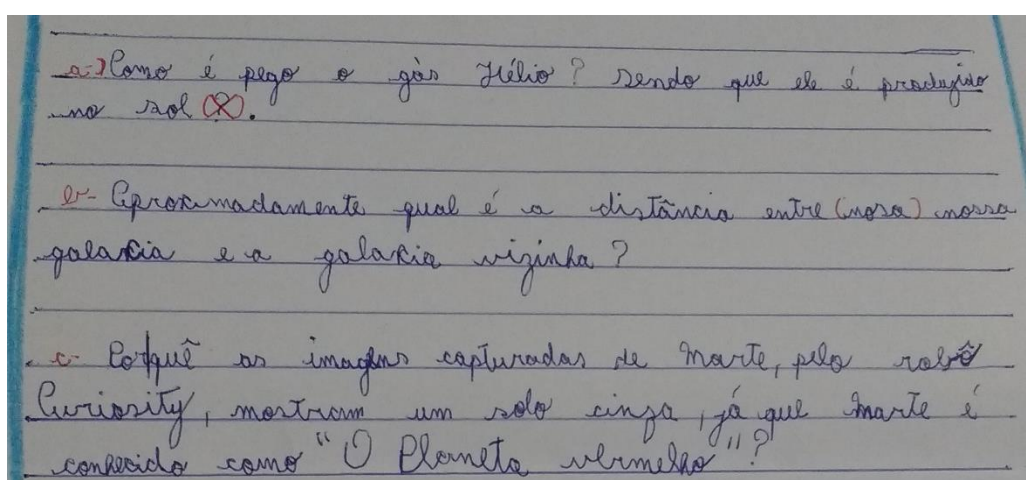 a-) Como é pego o gás Hélio? Sendo que ele é produzido
no sol (?).
b- Aproximadamente qual é a distância entre (nosa) nossa
galaxia e a galaxia vizinha?
c- Porquê as imagens capturadas de Marte, pelo robô
Curiosity, mostram um solo cinza, já que Marte é
conhecido como "O Planeta vermelho"?